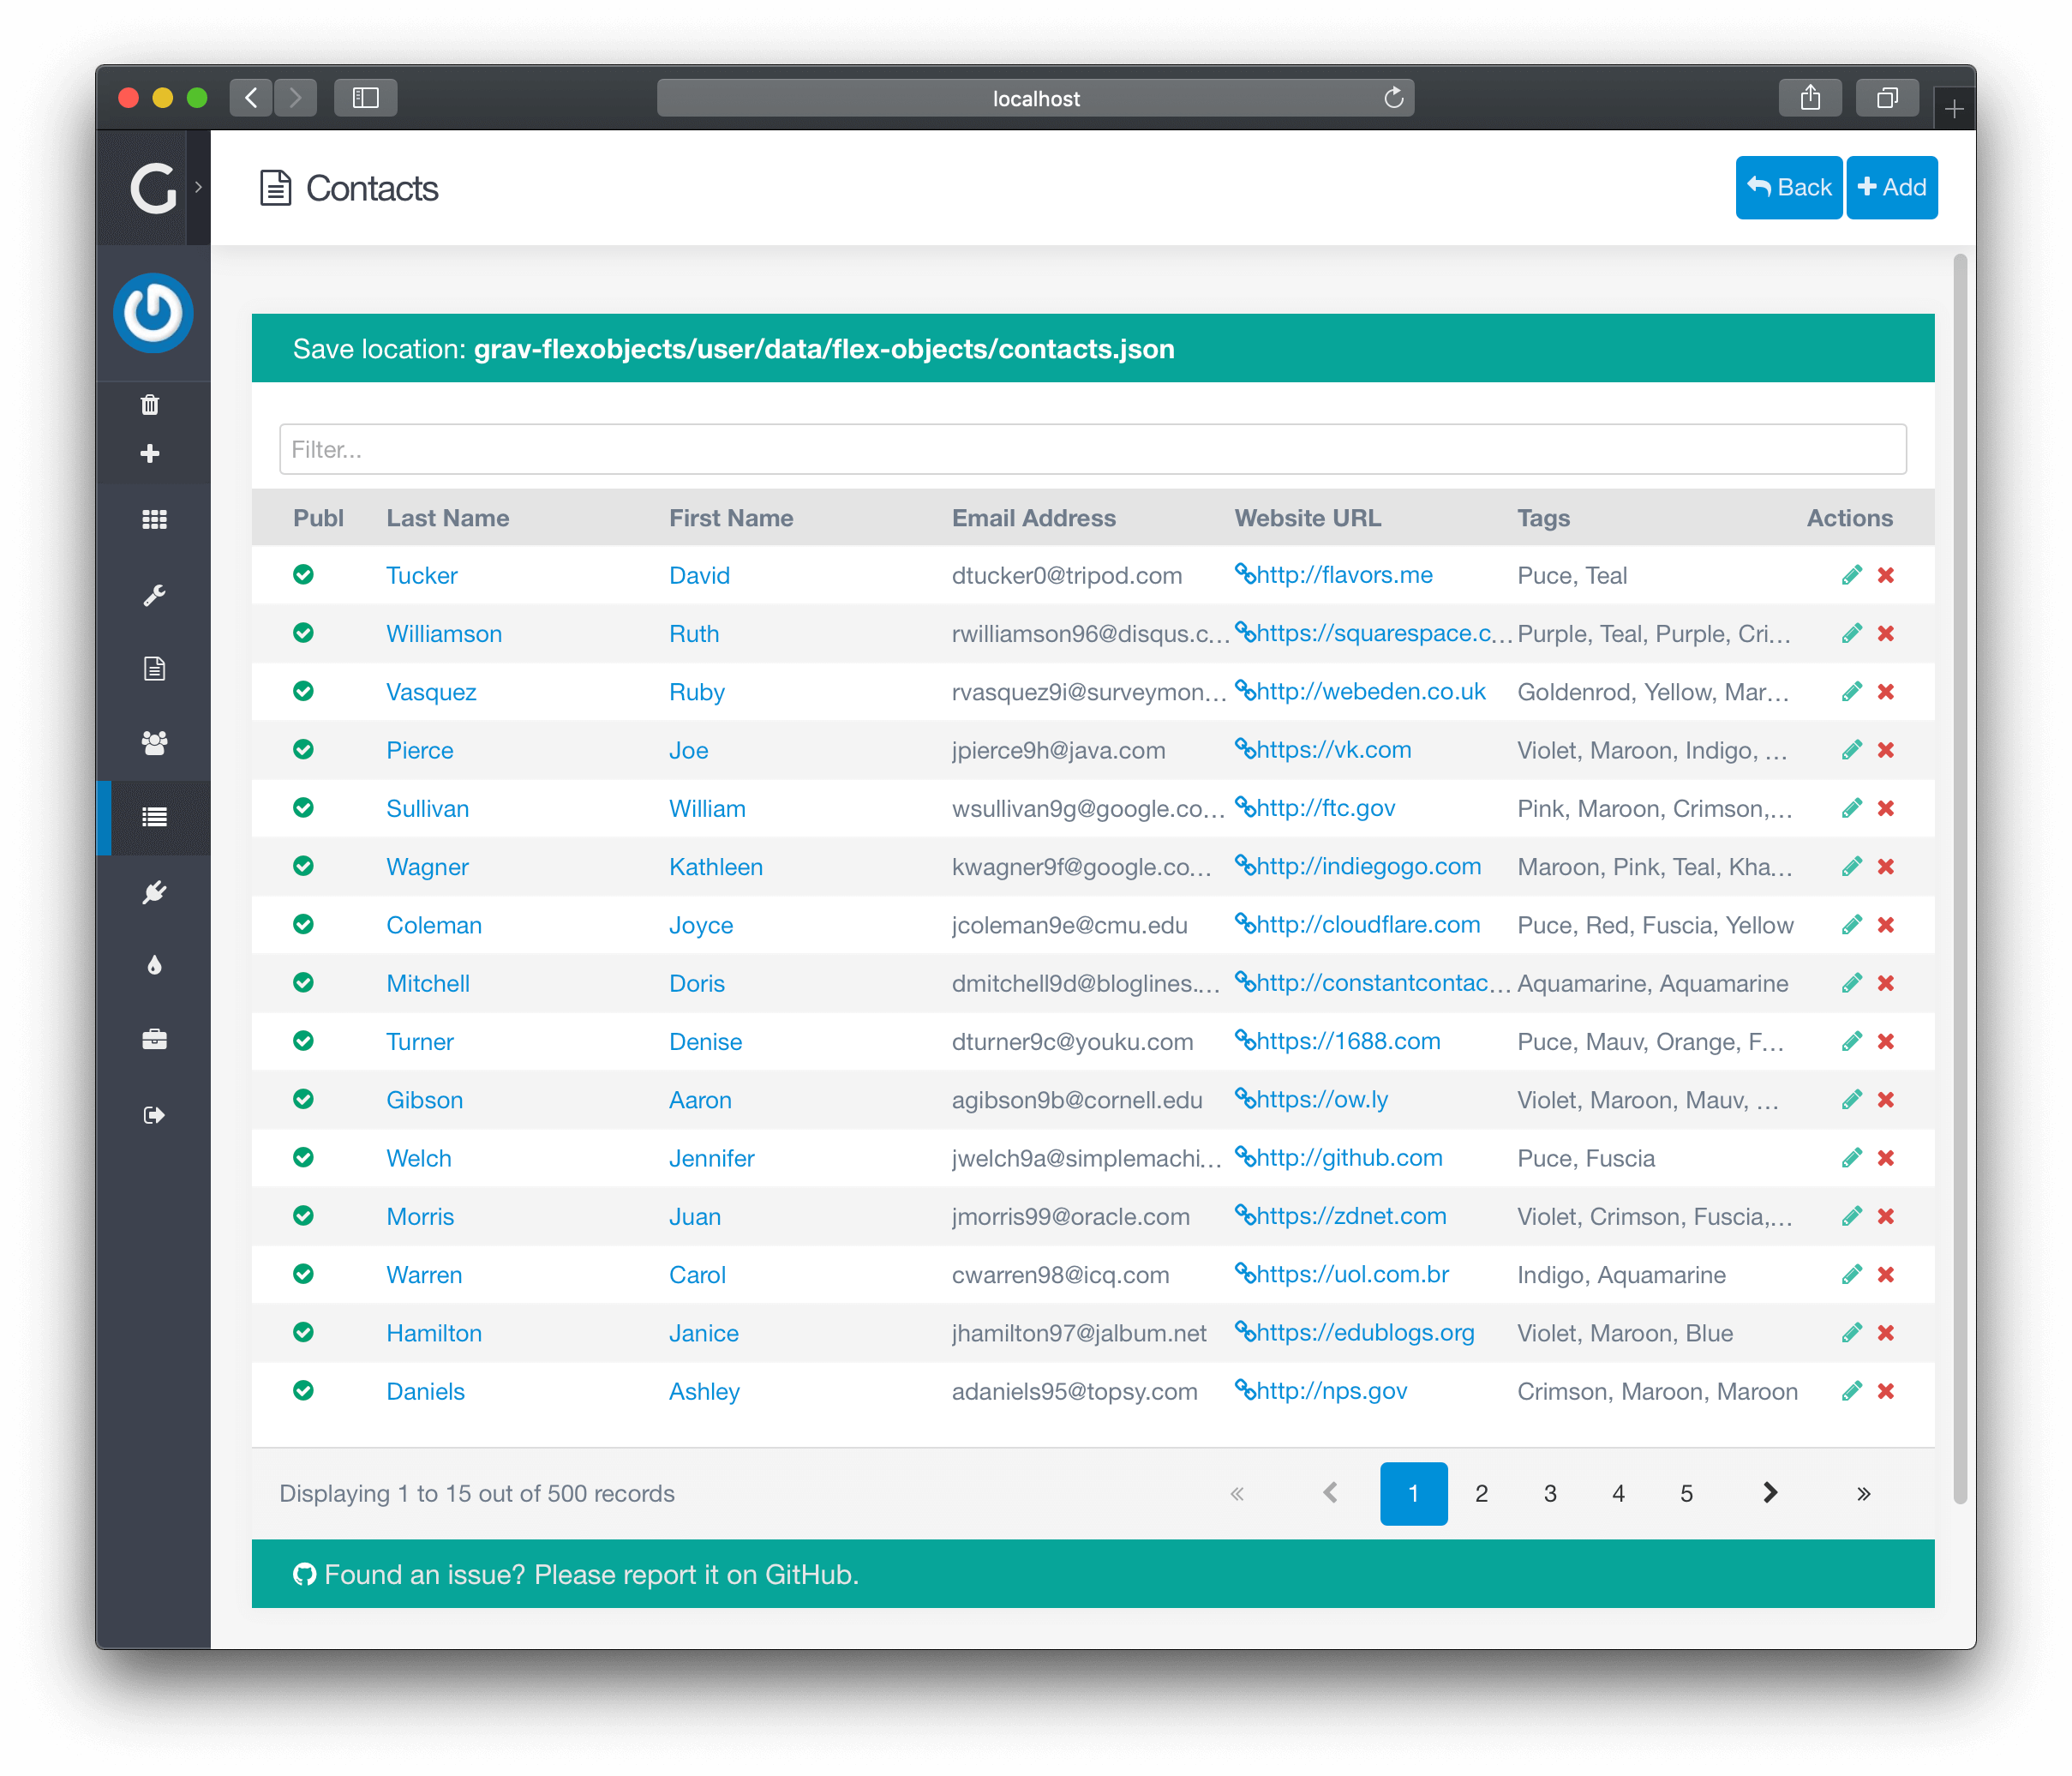 localhost
Contacts
Back
Add
Save location: grav-flexobjects/user/data/flex-objects/contacts.json
Filter...
Publ Last Name First Name Email Address Website URL Tags Actions
Tucker David dtucker0@tripod.com http://flavors.me Puce, Teal
Williamson Ruth rwilliamson96@disqus.c... https://squarespace.c... Purple, Teal, Purple, Cri...
Vasquez Ruby rvasquez9i@surveymon... http://webeden.co.uk Goldenrod, Yellow, Mar...
Pierce Joe jpierce9h@java.com https://vk.com Violet, Maroon, Indigo, ...
Sullivan William wsullivan9g@google.co... http://ftc.gov Pink, Maroon, Crimson,...
Wagner Kathleen kwagner9f@google.co... http://indiegogo.com Maroon, Pink, Teal, Kha...
Coleman Joyce jcoleman9e@cmu.edu http://cloudflare.com Puce, Red, Fuscia, Yellow
Mitchell Doris dmitchell9d@bloglines.... http://constantcontac... Aquamarine, Aquamarine
Turner Denise dturner9c@youku.com https://1688.com Puce, Mauv, Orange, F...
Gibson Aaron agibson9b@cornell.edu https://ow.ly Violet, Maroon, Mauv, ...
Welch Jennifer jwelch9a@simplemachi... http://github.com Puce, Fuscia
Morris Juan jmorris99@oracle.com https://zdnet.com Violet, Crimson, Fuscia,...
Warren Carol cwarren98@icq.com https://uol.com.br Indigo, Aquamarine
Hamilton Janice jhamilton97@jalbum.net https://edublogs.org Violet, Maroon, Blue
Daniels Ashley adaniels95@topsy.com http://nps.gov Crimson, Maroon, Maroon
Displaying 1 to 15 out of 500 records « 1 2 3 4 5 »
Found an issue? Please report it on GitHub.